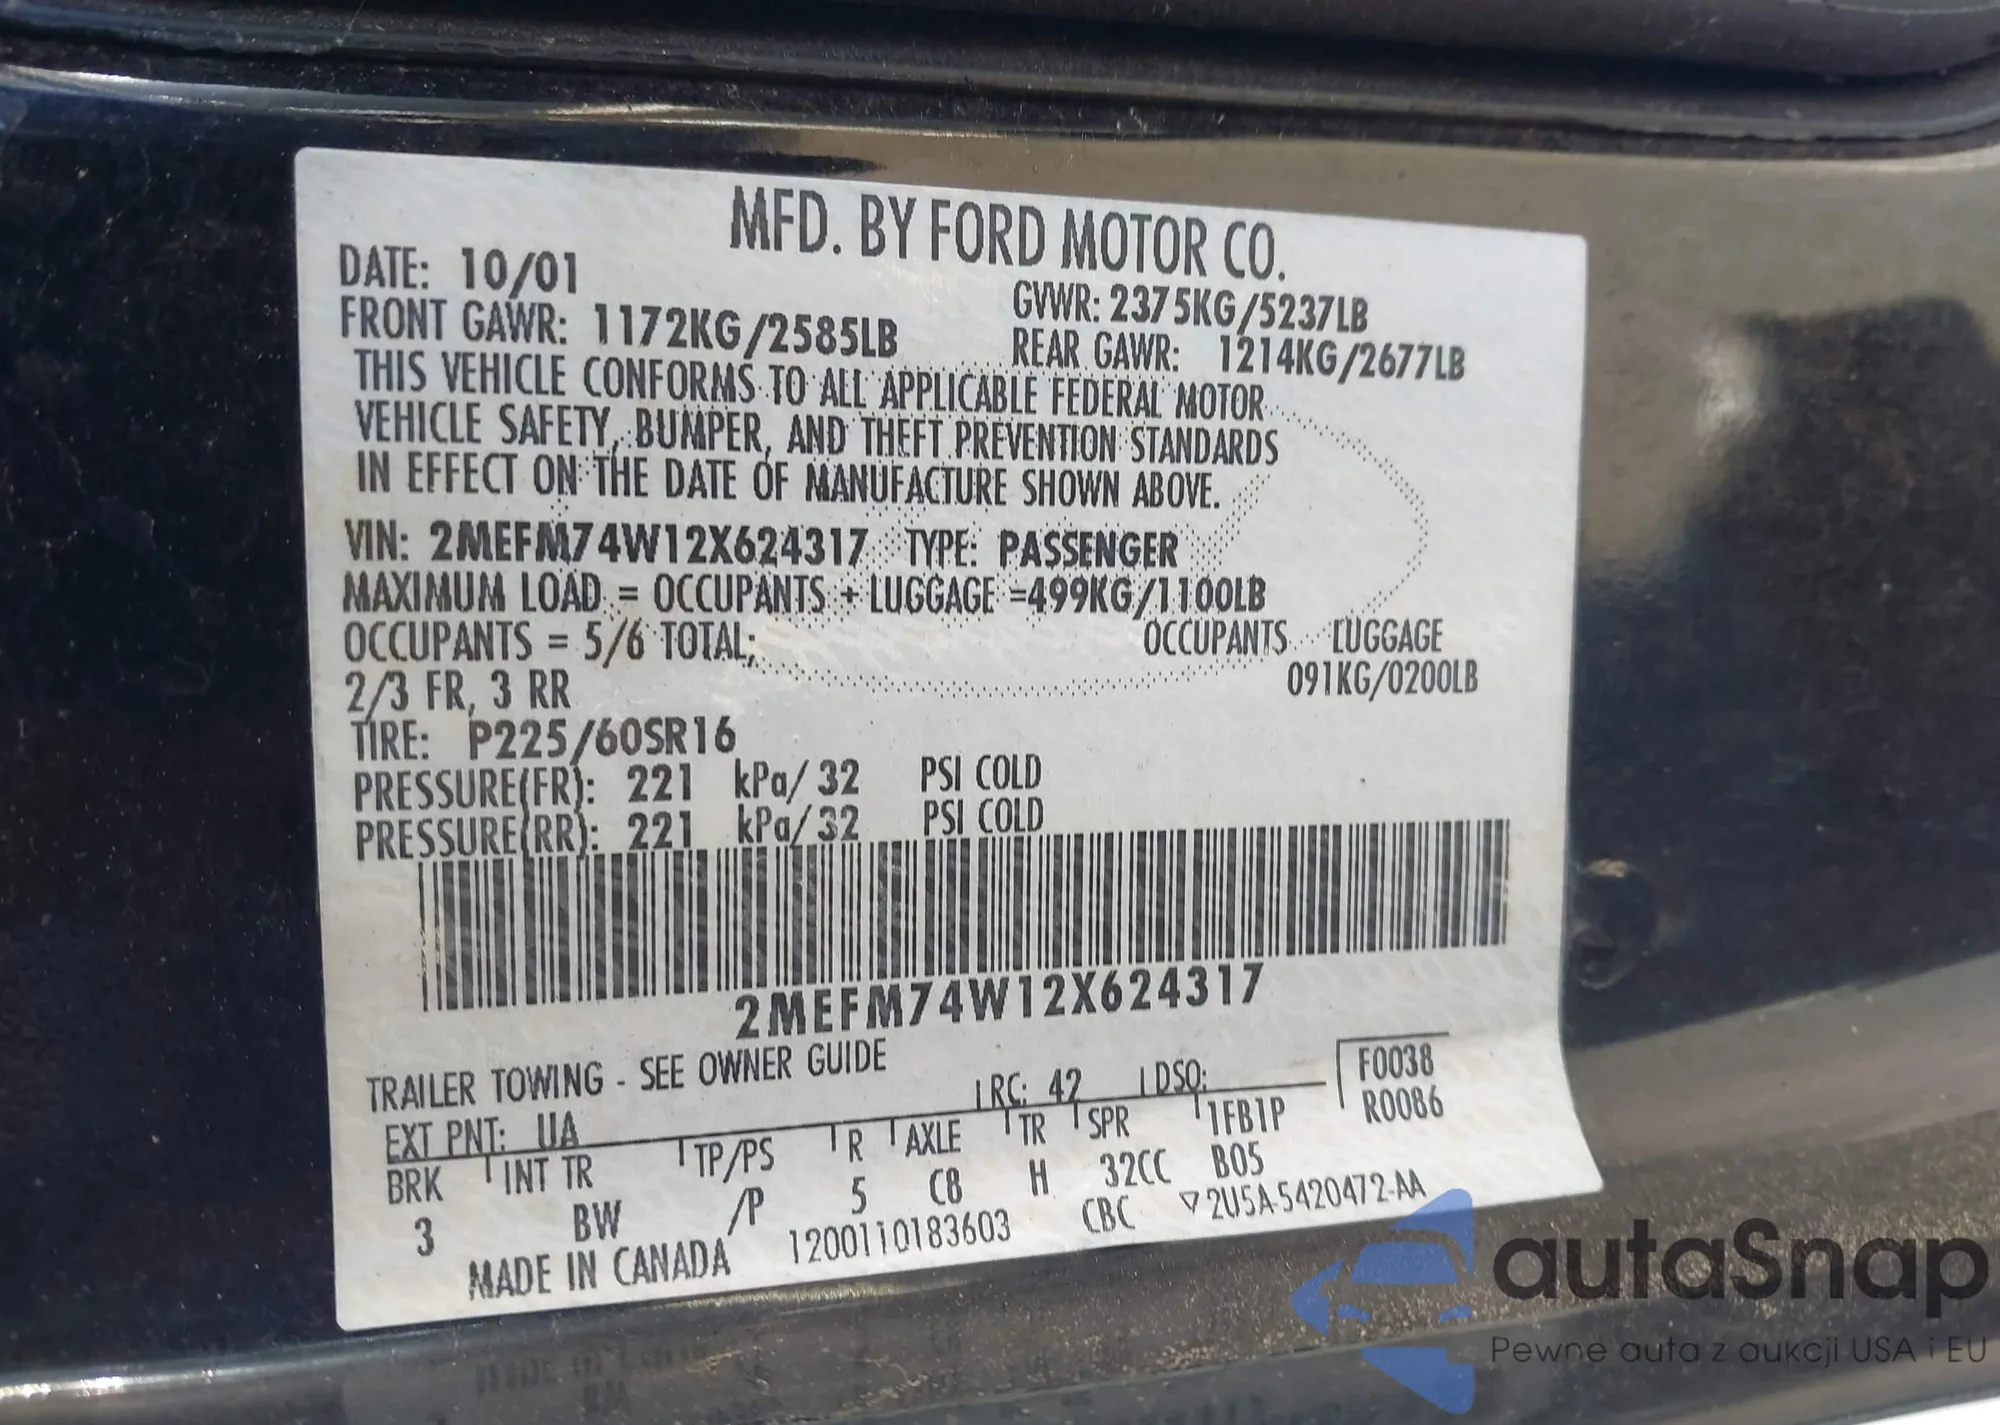 MFD. BY FORD MOTOR CO.
DATE: 10/01
GVWR: 2375KG/5237LB
FRONT GAWR: 1172KG/2585LB
REAR GAWR: 1214KG/2677LB
THIS VEHICLE CONFORMS TO ALL APPLICABLE FEDERAL MOTOR
VEHICLE SAFETY, BUMPER, AND THEFT PREVENTION STANDARDS
IN EFFECT ON THE DATE OF MANUFACTURE SHOWN ABOVE.
VIN: 2MEFM74W12X624317 TYPE: PASSENGER
MAXIMUM LOAD = OCCUPANTS + LUGGAGE =499KG/1100LB
OCCUPANTS = 5/6 TOTAL; OCCUPANTS LUGGAGE
2/3 FR, 3 RR 091KG/0200LB
TIRE: P225/60SR16
PRESSURE(FR): 221 kPa/ 32 PSI COLD
PRESSURE(RR): 221 kPa/ 32 PSI COLD
2MEFM74W12X624317
TRAILER TOWING - SEE OWNER GUIDE
EXT PNT: UA RC: 42 DSO: F0038
R0086
BRK INT TR TP/PS R AXLE TR SPR 1FB1P
3 BW /P 5 C8 H 32CC B05
MADE IN CANADA 1200110183603 CBC ▽2U5A-5420472-AA
autaSnap
Pewne auta z aukcji USA i EU